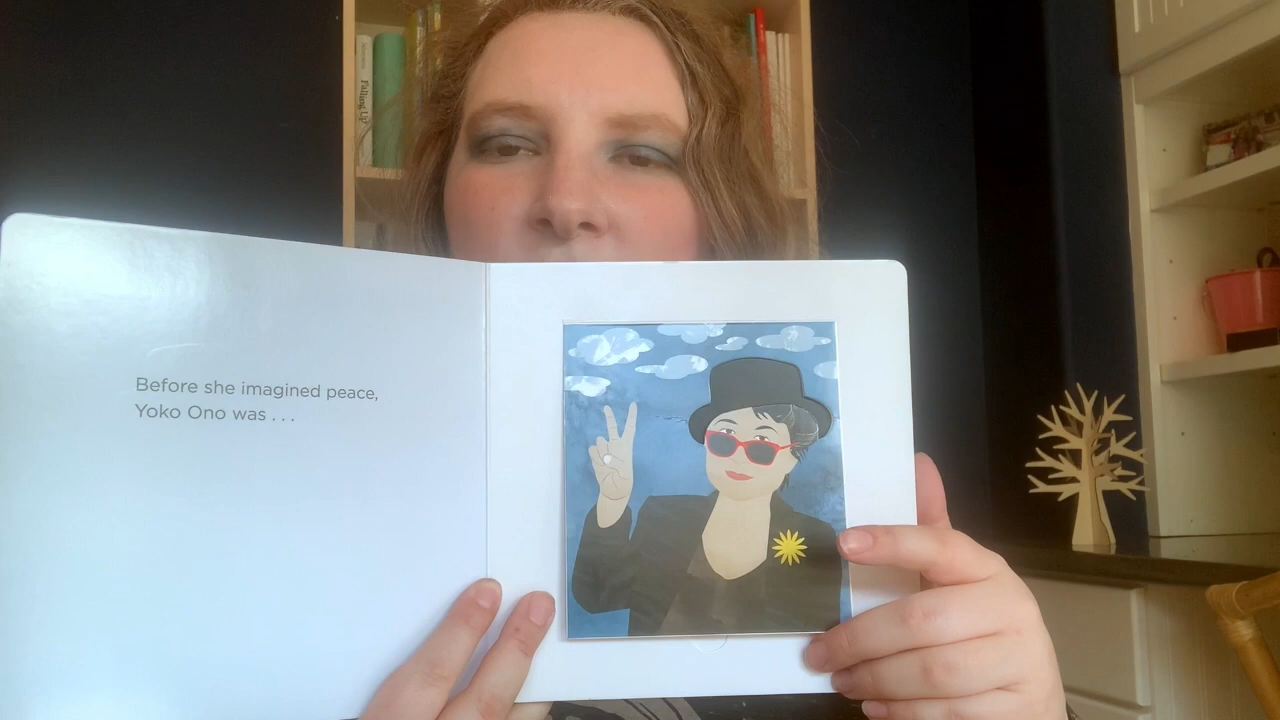 Falling Up
Before she imagined peace,
Yoko Ono was . . .